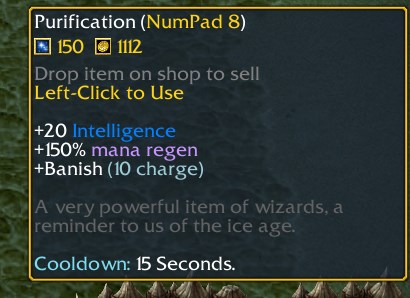 Purification (NumPad 8)
150 1112
Drop item on shop to sell
Left-Click to Use
+20 Intelligence
+150% mana regen
+Banish (10 charge)
A very powerful item of wizards, a
reminder to us of the ice age.
Cooldown: 15 Seconds.